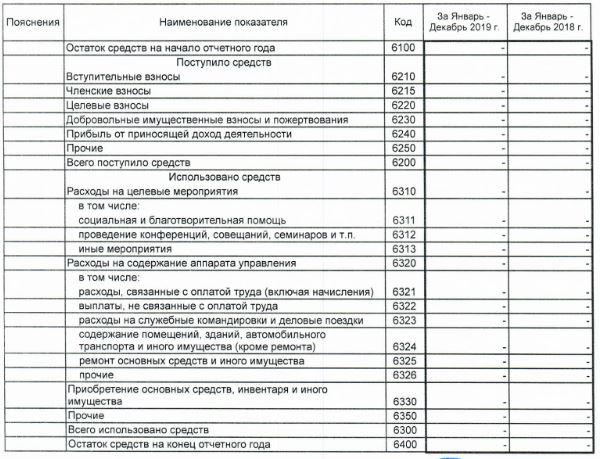 Пояснения Наименование показателя Код За Январь - Декабрь 2019 г. За Январь - Декабрь 2018 г.
Остаток средств на начало отчетного года 6100 - -
Поступило средств
Вступительные взносы 6210 - -
Членские взносы 6215 - -
Целевые взносы 6220 - -
Добровольные имущественные взносы и пожертвования 6230 - -
Прибыль от приносящей доход деятельности 6240 - -
Прочие 6250 - -
Всего поступило средств 6200 - -
Использовано средств
Расходы на целевые мероприятия 6310 - -
в том числе:
социальная и благотворительная помощь 6311 - -
проведение конференций, совещаний, семинаров и т.п. 6312 - -
иные мероприятия 6313 - -
Расходы на содержание аппарата управления 6320 - -
в том числе:
расходы, связанные с оплатой труда (включая начисления) 6321 - -
выплаты, не связанные с оплатой труда 6322 - -
расходы на служебные командировки и деловые поездки 6323 - -
содержание помещений, зданий, автомобильного
транспорта и иного имущества (кроме ремонта) 6324 - -
ремонт основных средств и иного имущества 6325 - -
прочие 6326 - -
Приобретение основных средств, инвентаря и иного
имущества 6330 - -
Прочие 6350 - -
Всего использовано средств 6300 - -
Остаток средств на конец отчетного года 6400 - -